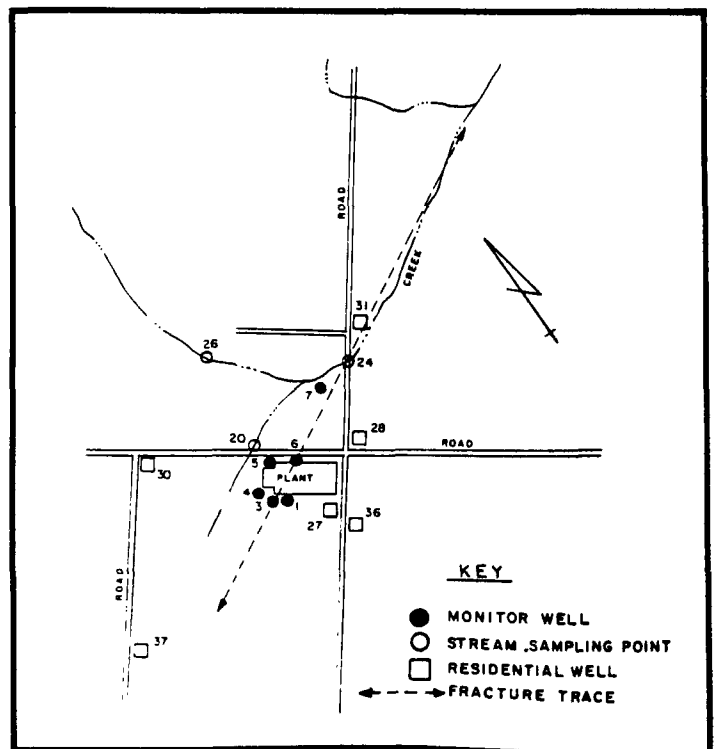 ROAD
CREEK
31
26
24
7
28
20
6
ROAD
5
30
PLANT
4
3
1
27
36
ROAD
37
KEY
MONITOR WELL
STREAM SAMPLING POINT
RESIDENTIAL WELL
FRACTURE TRACE